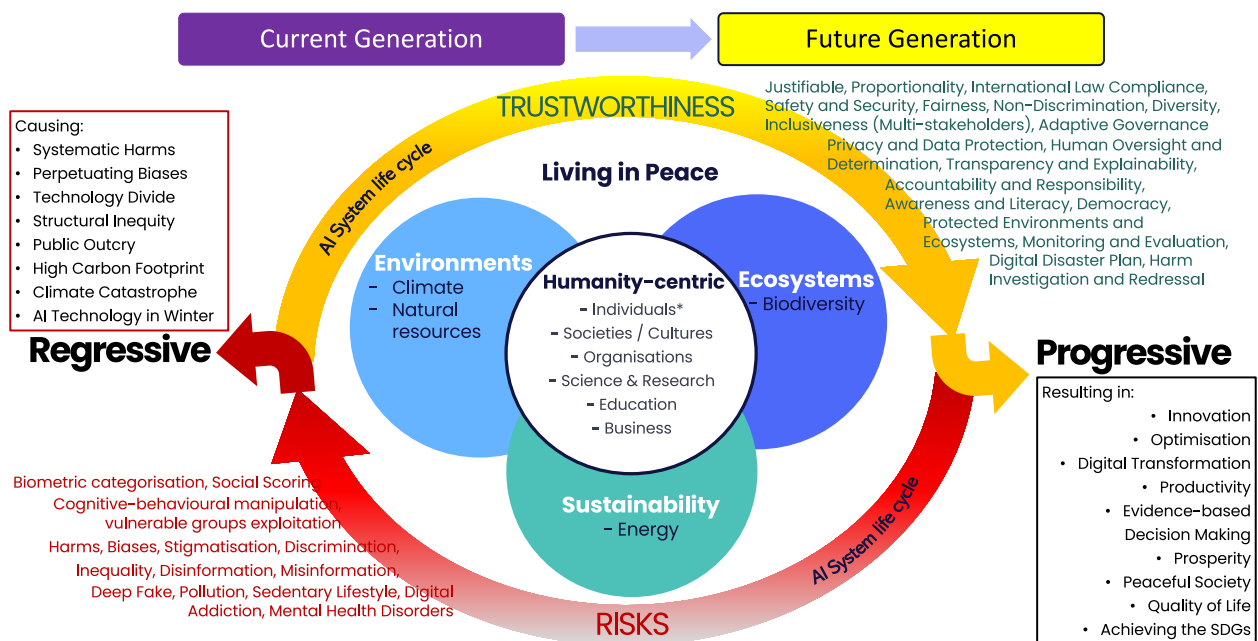 Current Generation
Future Generation
TRUSTWORTHINESS
AI System life cycle
Justifiable, Proportionality, International Law Compliance,
Safety and Security, Fairness, Non-Discrimination, Diversity,
Inclusiveness (Multi-stakeholders), Adaptive Governance
Privacy and Data Protection, Human Oversight and
Determination, Transparency and Explainability,
Accountability and Responsibility,
Awareness and Literacy, Democracy,
Protected Environments and
Ecosystems, Monitoring and Evaluation,
Digital Disaster Plan, Harm
Investigation and Redressal
Causing:
• Systematic Harms
• Perpetuating Biases
• Technology Divide
• Structural Inequity
• Public Outcry
• High Carbon Footprint
• Climate Catastrophe
• AI Technology in Winter
Regressive
Living in Peace
Environments
- Climate
- Natural
resources
Humanity-centric
- Individuals*
- Societies / Cultures
- Organisations
- Science & Research
- Education
- Business
Ecosystems
- Biodiversity
Sustainability
- Energy
Progressive
Resulting in:
• Innovation
• Optimisation
• Digital Transformation
• Productivity
• Evidence-based
Decision Making
• Prosperity
• Peaceful Society
• Quality of Life
• Achieving the SDGs
Biometric categorisation, Social Scoring
Cognitive-behavioural manipulation,
vulnerable groups exploitation
Harms, Biases, Stigmatisation, Discrimination,
Inequality, Disinformation, Misinformation,
Deep Fake, Pollution, Sedentary Lifestyle, Digital
Addiction, Mental Health Disorders
RISKS
AI System life cycle